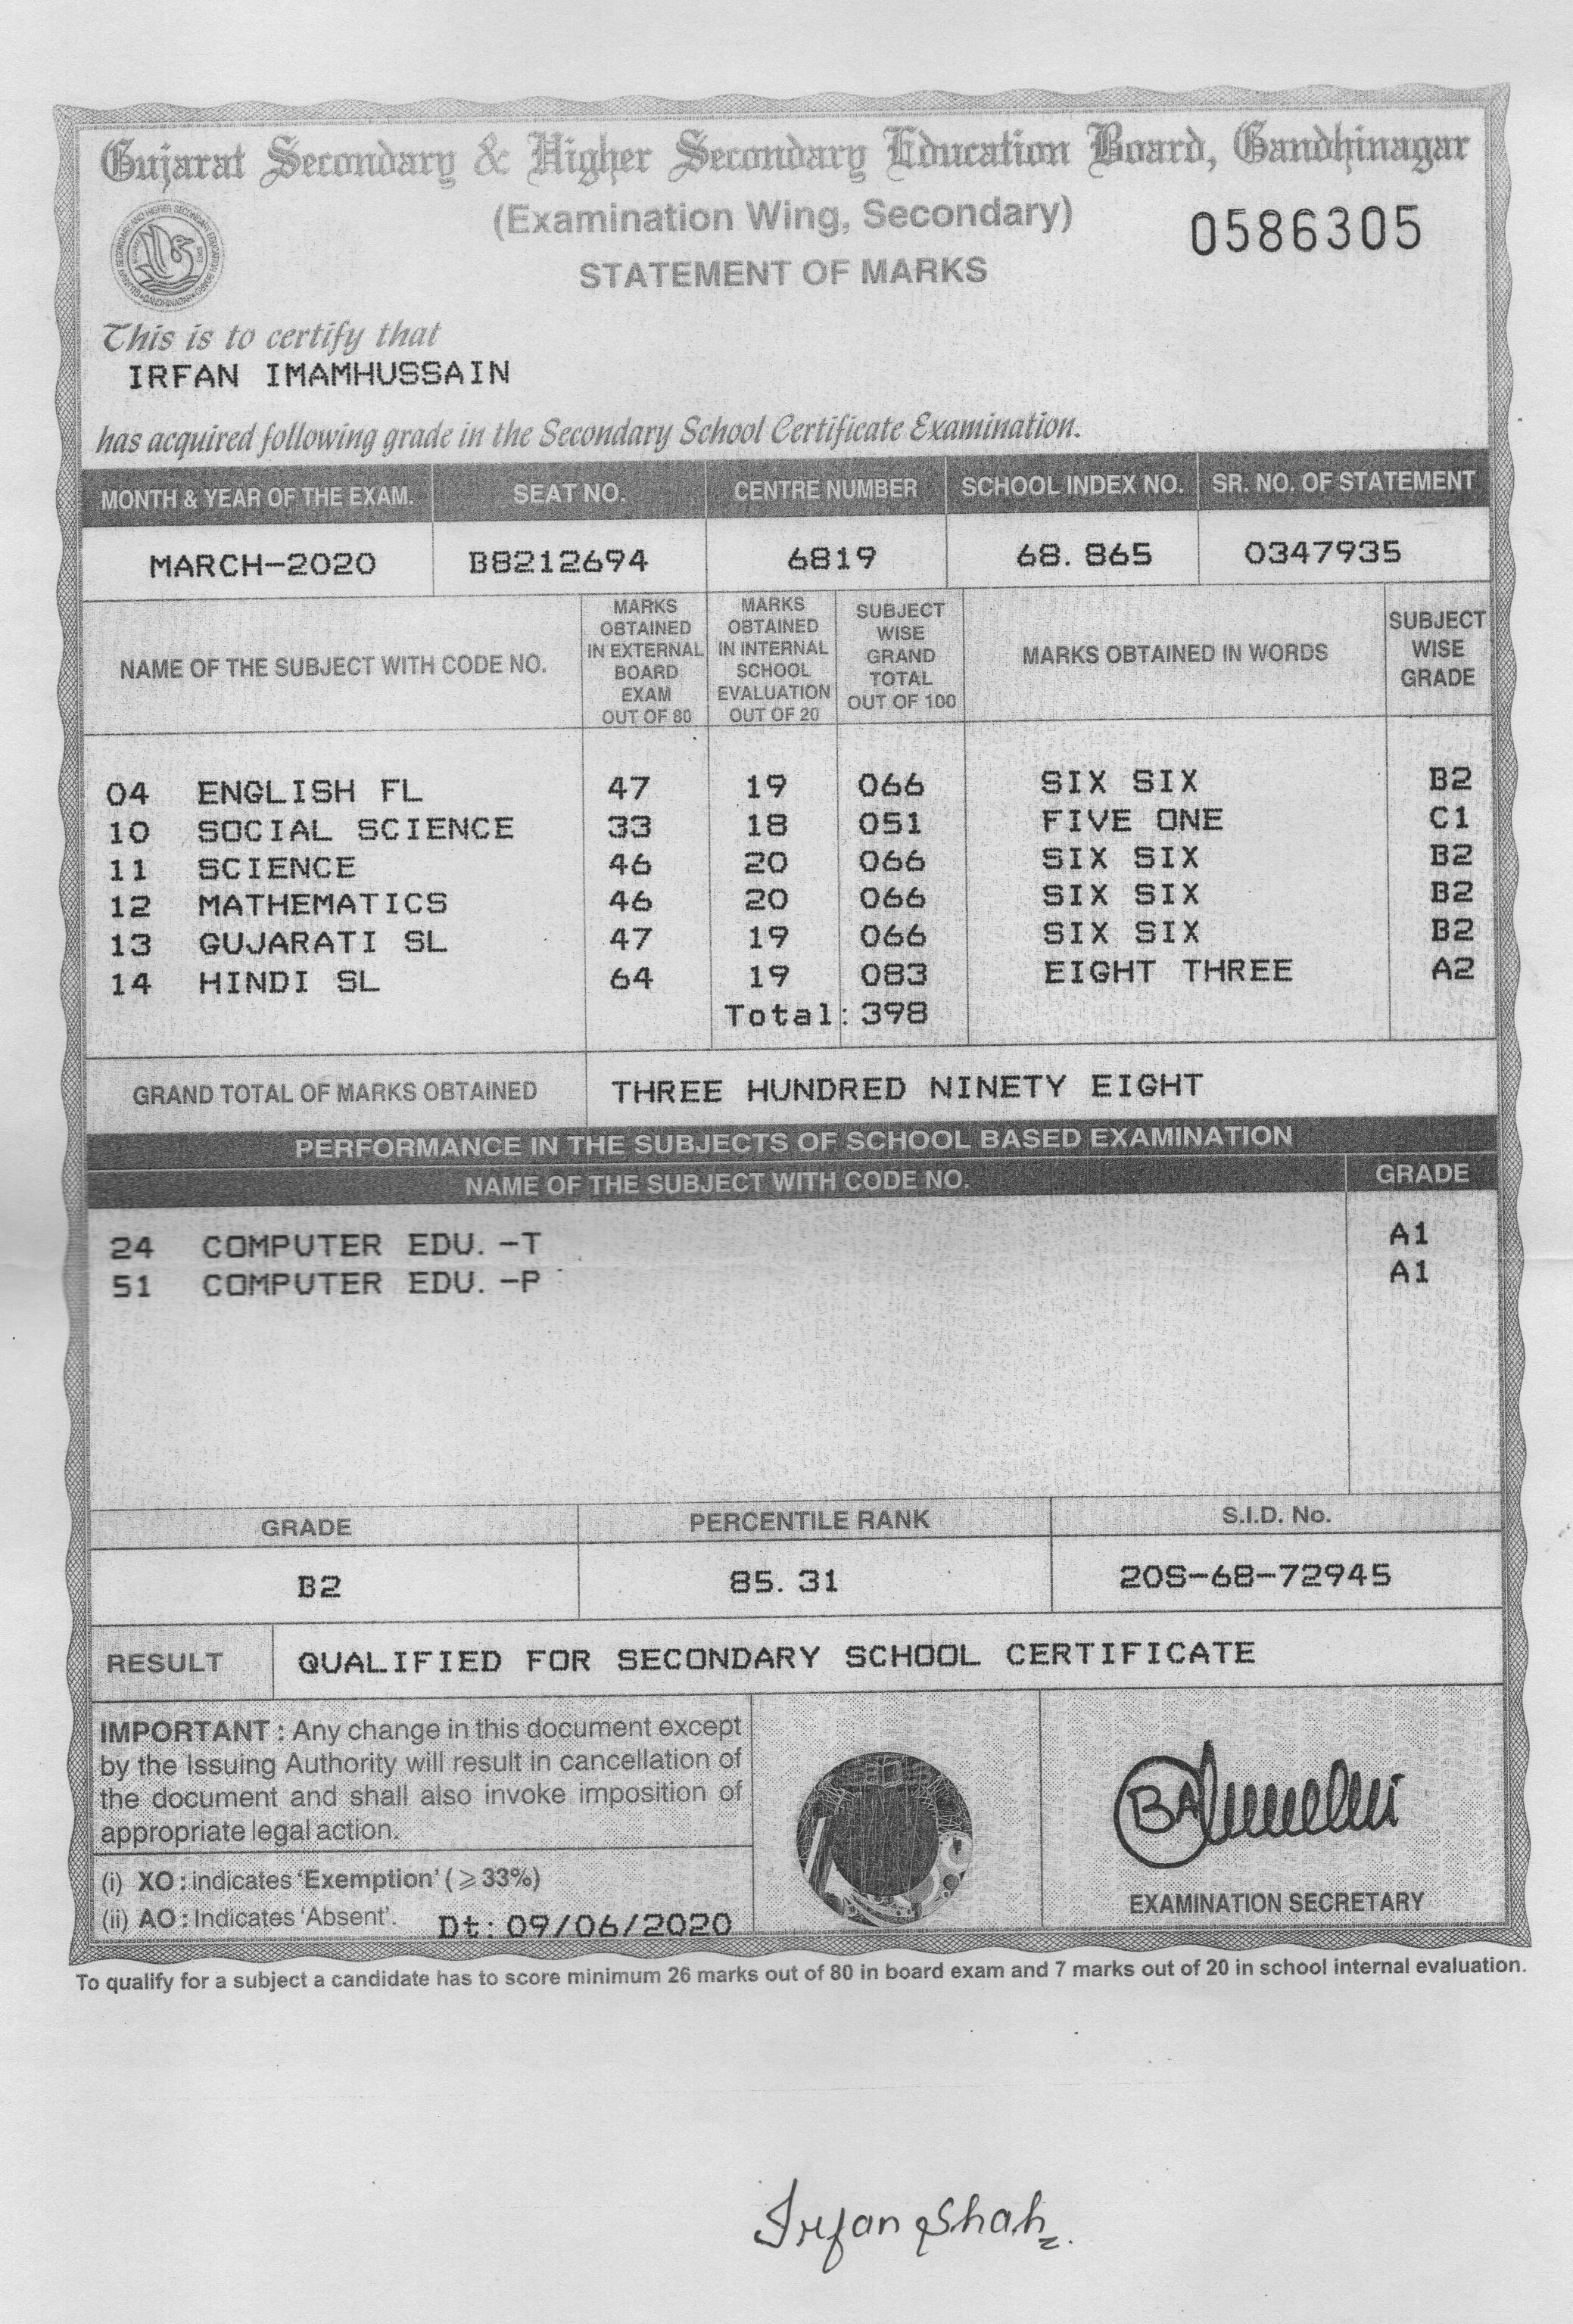 Gujarat Secondary & Higher Secondary Education Board, Gandhinagar
(Examination Wing, Secondary)
0586305
STATEMENT OF MARKS
This is to certify that
IRFAN IMAMHUSSAIN
has acquired following grade in the Secondary School Certificate Examination.
MONTH & YEAR OF THE EXAM. SEAT NO. CENTRE NUMBER SCHOOL INDEX NO. SR. NO. OF STATEMENT
MARCH-2020 B8212694 6819 68.865 0347935
NAME OF THE SUBJECT WITH CODE NO. MARKS OBTAINED IN EXTERNAL BOARD EXAM OUT OF 80 MARKS OBTAINED IN INTERNAL SCHOOL EVALUATION OUT OF 20 SUBJECT WISE GRAND TOTAL OUT OF 100 MARKS OBTAINED IN WORDS SUBJECT WISE GRADE
04 ENGLISH FL 47 19 066 SIX SIX B2
10 SOCIAL SCIENCE 33 18 051 FIVE ONE C1
11 SCIENCE 46 20 066 SIX SIX B2
12 MATHEMATICS 46 20 066 SIX SIX B2
13 GUJARATI SL 47 19 066 SIX SIX B2
14 HINDI SL 64 19 083 EIGHT THREE A2
Total: 398
GRAND TOTAL OF MARKS OBTAINED THREE HUNDRED NINETY EIGHT
PERFORMANCE IN THE SUBJECTS OF SCHOOL BASED EXAMINATION
NAME OF THE SUBJECT WITH CODE NO. GRADE
24 COMPUTER EDU.-T A1
51 COMPUTER EDU.-P A1
GRADE PERCENTILE RANK S.I.D. No.
B2 85.31 20S-68-72945
RESULT QUALIFIED FOR SECONDARY SCHOOL CERTIFICATE
IMPORTANT : Any change in this document except
by the Issuing Authority will result in cancellation of
the document and shall also invoke imposition of
appropriate legal action.
(i) XO : indicates 'Exemption' (⩾ 33%)
(ii) AO : Indicates 'Absent'. Dt: 09/06/2020
EXAMINATION SECRETARY
To qualify for a subject a candidate has to score minimum 26 marks out of 80 in board exam and 7 marks out of 20 in school internal evaluation.
Irfan Shah